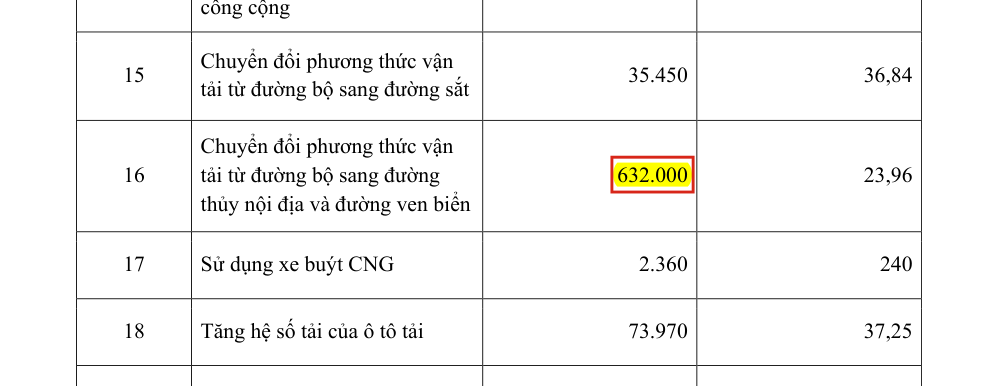 công cộng
15
Chuyển đổi phương thức vận
tải từ đường bộ sang đường sắt
35.450
36,84
16
Chuyển đổi phương thức vận
tải từ đường bộ sang đường
thủy nội địa và đường ven biển
632.000
23,96
17
Sử dụng xe buýt CNG
2.360
240
18
Tăng hệ số tải của ô tô tải
73.970
37,25